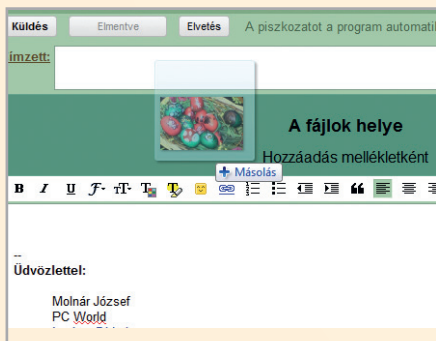 Küldés Elmentve Elvetés A piszkozatot a program automati
ímzett:
A fájlok helye
Hozzáadás mellékletként
Másolás
B I U
--
Üdvözlettel:
Molnár József
PC World